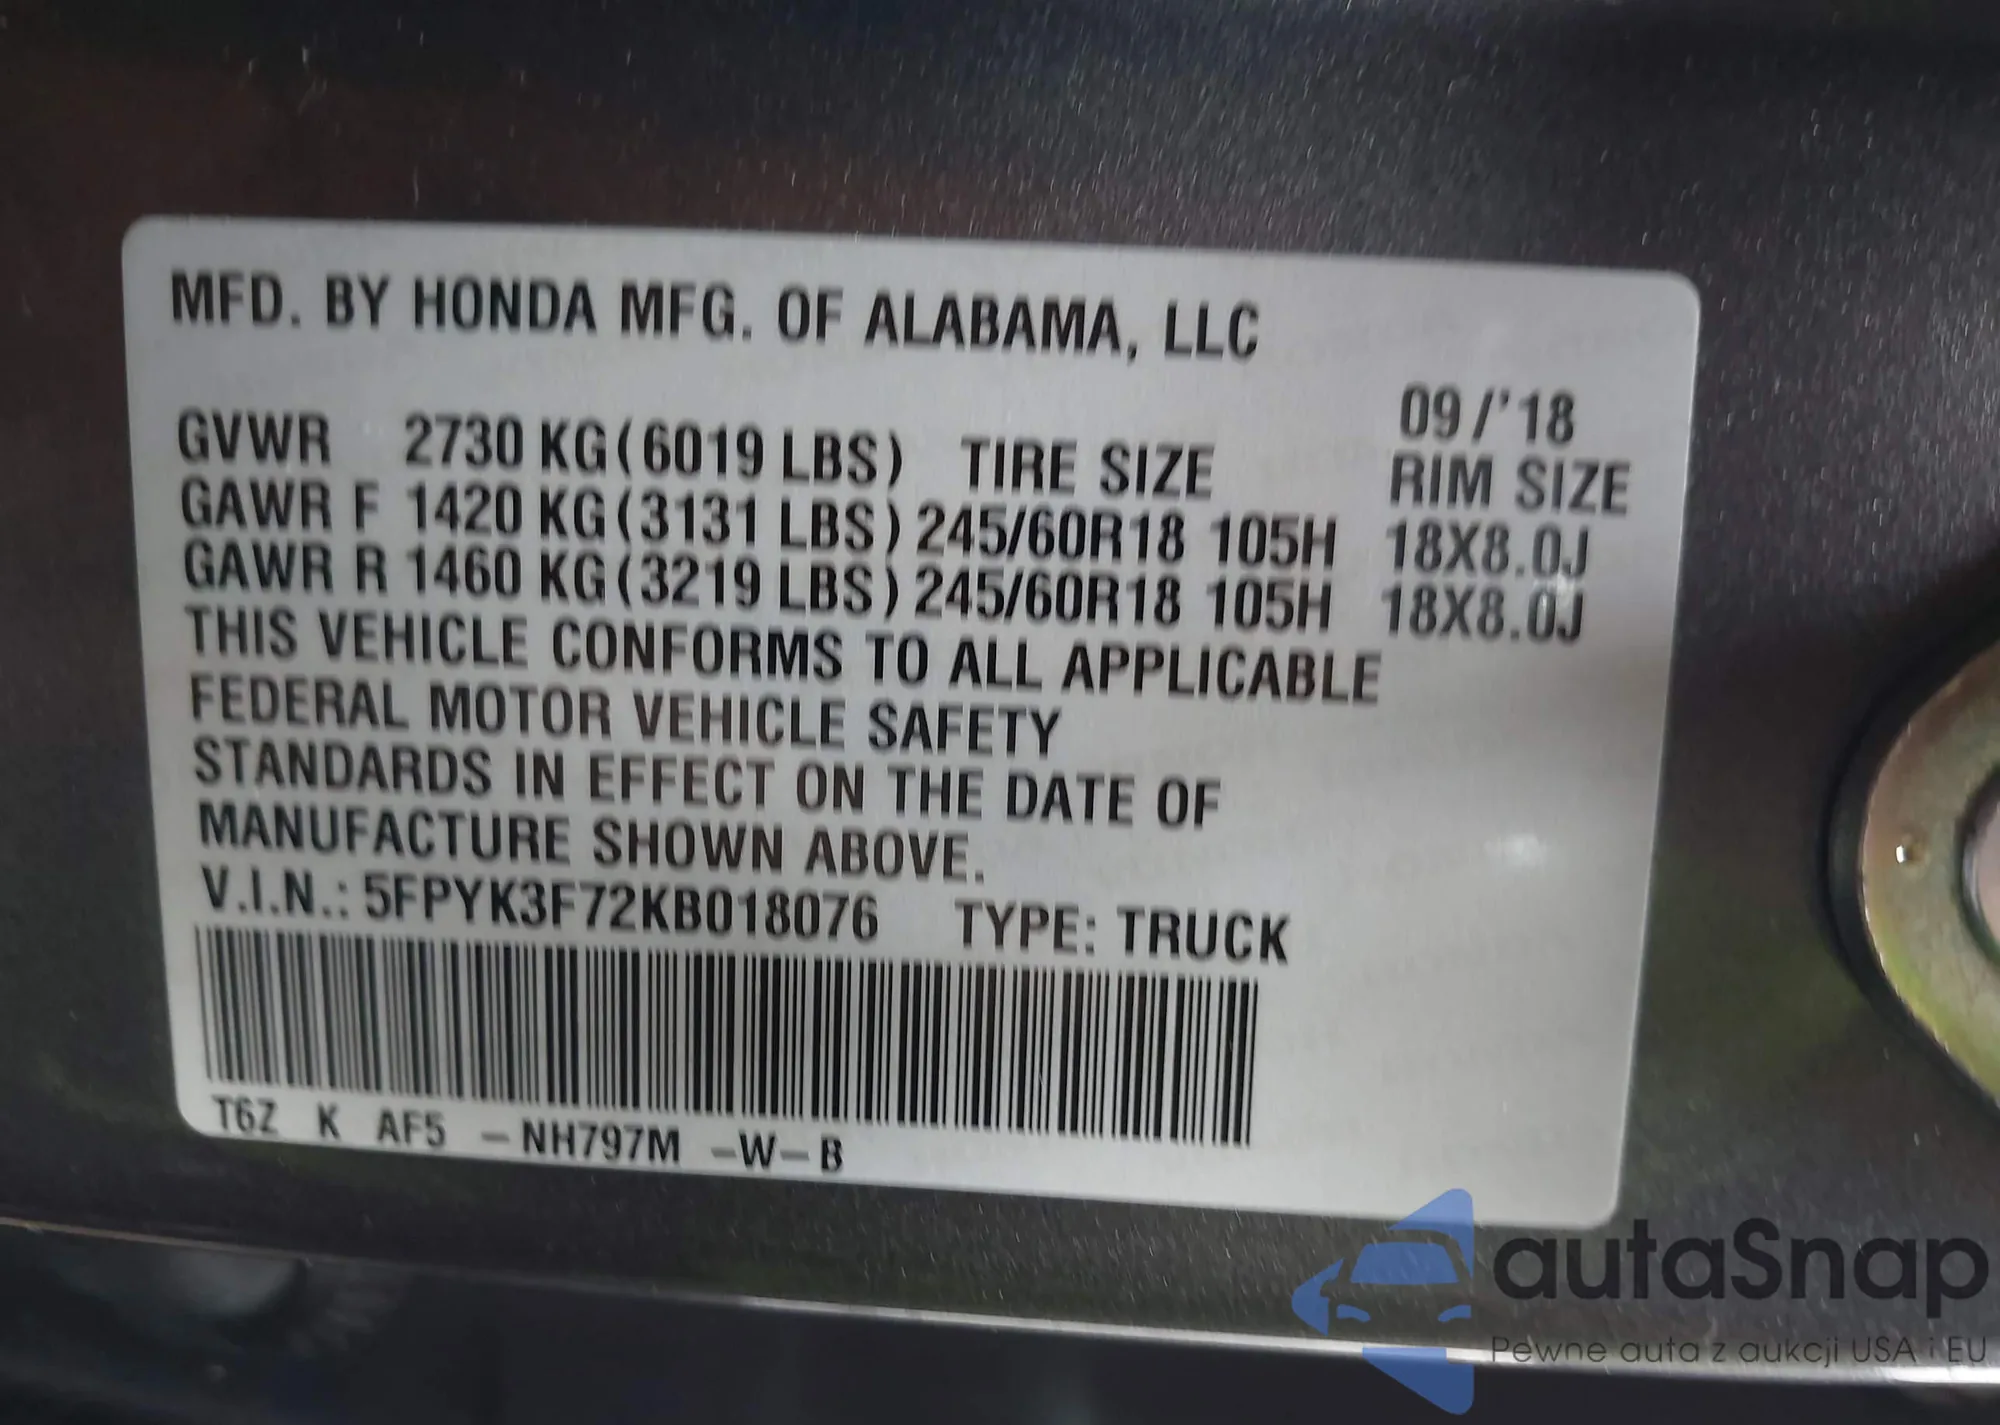 MFD. BY HONDA MFG. OF ALABAMA, LLC
09/'18
GVWR 2730 KG (6019 LBS) TIRE SIZE RIM SIZE
GAWR F 1420 KG (3131 LBS) 245/60R18 105H 18X8.0J
GAWR R 1460 KG (3219 LBS) 245/60R18 105H 18X8.0J
THIS VEHICLE CONFORMS TO ALL APPLICABLE
FEDERAL MOTOR VEHICLE SAFETY
STANDARDS IN EFFECT ON THE DATE OF
MANUFACTURE SHOWN ABOVE.
V.I.N.: 5FPYK3F72KB018076 TYPE: TRUCK
T6Z K AF5 –NH797M –W–B
autaSnap
Pewne auta z aukcji USA i EU